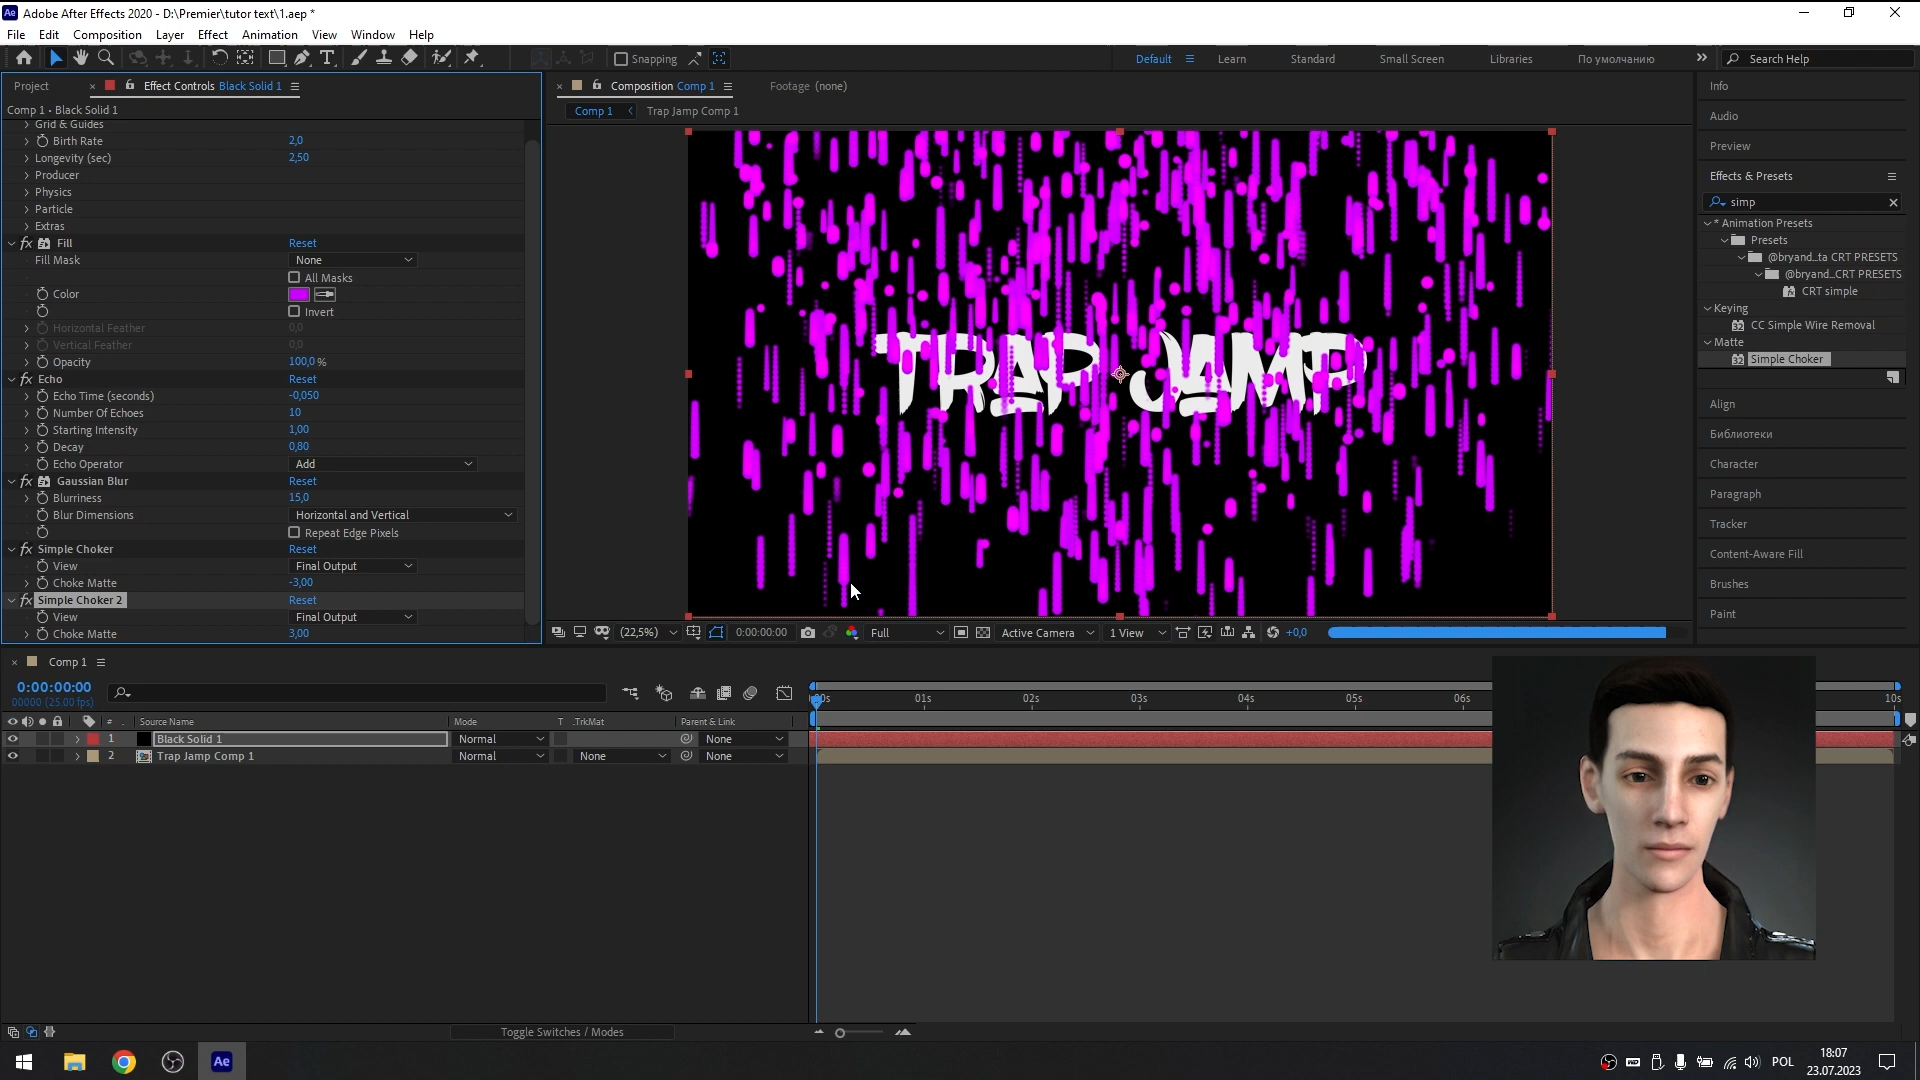 Adobe After Effects 2020 - D:\Premier\tutor text\1.aep *
File Edit Composition Layer Effect Animation View Window Help
Snapping
Default Learn Standard Small Screen Libraries По умолчанию Search Help
Project Effect Controls Black Solid 1
Comp 1 • Black Solid 1
Grid & Guides
Birth Rate 2,0
Longevity (sec) 2,50
Producer
Physics
Particle
Extras
fx Fill Reset
Fill Mask None
All Masks
Color
Invert
Horizontal Feather 0,0
Vertical Feather 0,0
Opacity 100,0 %
fx Echo Reset
Echo Time (seconds) -0,050
Number Of Echoes 10
Starting Intensity 1,00
Decay 0,80
Echo Operator Add
fx Gaussian Blur Reset
Blurriness 15,0
Blur Dimensions Horizontal and Vertical
Repeat Edge Pixels
fx Simple Choker Reset
View Final Output
Choke Matte -3,00
fx Simple Choker 2 Reset
View Final Output
Choke Matte 3,00
Composition Comp 1 Footage (none)
Comp 1 Trap Jamp Comp 1
TRAP JAMP
(22,5%) 0:00:00:00 Full Active Camera 1 View +0,0
Info
Audio
Preview
Effects & Presets
simp
* Animation Presets
Presets
@bryand...ta CRT PRESETS
@bryand...CRT PRESETS
CRT simple
Keying
CC Simple Wire Removal
Matte
Simple Choker
Align
Библиотеки
Character
Paragraph
Tracker
Content-Aware Fill
Brushes
Paint
Comp 1
0:00:00:00
00000 (25.00 fps)
00s 01s 02s 03s 04s 05s 06s 10s
# Source Name Mode T .TrkMat Parent & Link
1 Black Solid 1 Normal None
2 Trap Jamp Comp 1 Normal None None
Toggle Switches / Modes
Ae
POL
18:07
23.07.2023